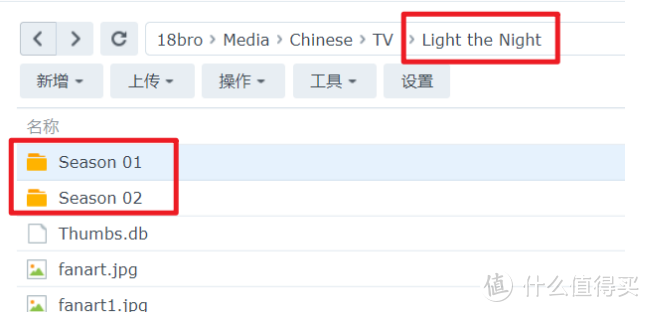 18bro › Media › Chinese › TV › Light the Night
新增 上传 操作 工具 设置
名称
Season 01
Season 02
Thumbs.db
fanart.jpg
fanart1.jpg
值 什么值得买